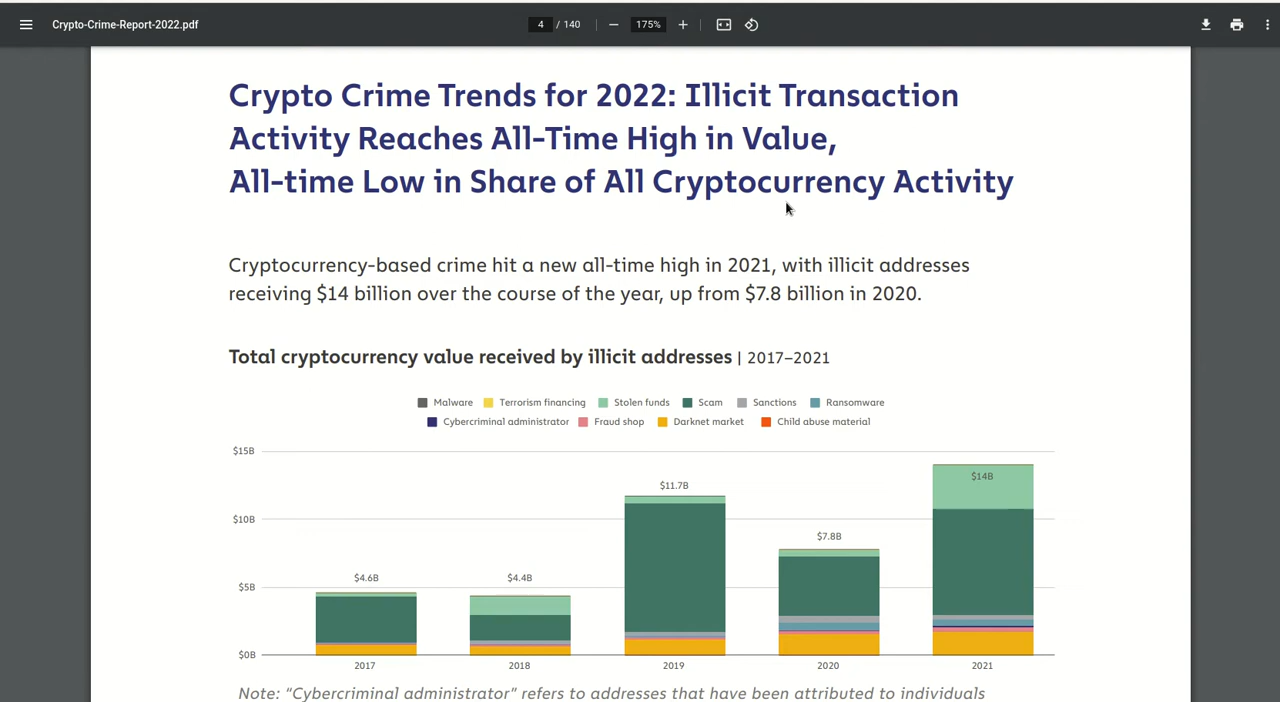 Crypto-Crime-Report-2022.pdf 4 / 140 175%
Crypto Crime Trends for 2022: Illicit Transaction
Activity Reaches All-Time High in Value,
All-time Low in Share of All Cryptocurrency Activity
Cryptocurrency-based crime hit a new all-time high in 2021, with illicit addresses
receiving $14 billion over the course of the year, up from $7.8 billion in 2020.
Total cryptocurrency value received by illicit addresses | 2017–2021
Malware Terrorism financing Stolen funds Scam Sanctions Ransomware
Cybercriminal administrator Fraud shop Darknet market Child abuse material
$15B
$14B
$11.7B
$10B
$7.8B
$4.6B $4.4B
$5B
$0B
2017 2018 2019 2020 2021
Note: “Cybercriminal administrator” refers to addresses that have been attributed to individuals